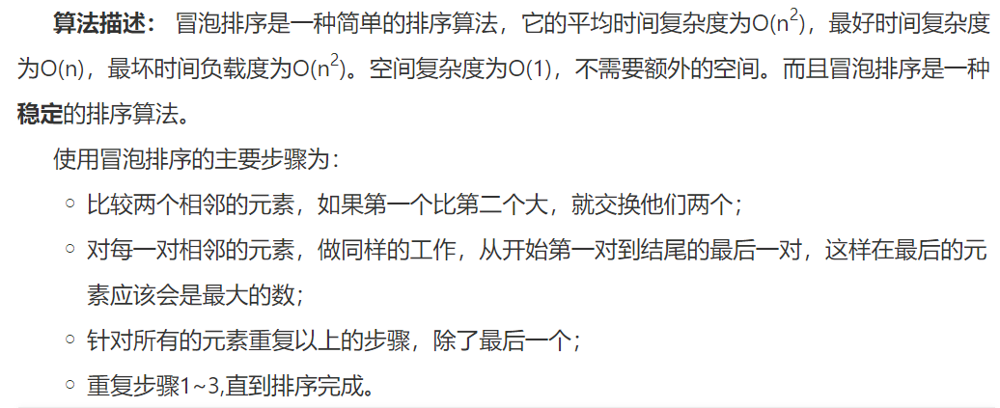 算法描述： 冒泡排序是一种简单的排序算法，它的平均时间复杂度为O(n²)，最好时间复杂度
为O(n)，最坏时间负载度为O(n²)。空间复杂度为O(1)，不需要额外的空间。而且冒泡排序是一种
稳定的排序算法。
使用冒泡排序的主要步骤为：
○ 比较两个相邻的元素，如果第一个比第二个大，就交换他们两个；
○ 对每一对相邻的元素，做同样的工作，从开始第一对到结尾的最后一对，这样在最后的元
素应该会是最大的数；
○ 针对所有的元素重复以上的步骤，除了最后一个；
○ 重复步骤1~3,直到排序完成。